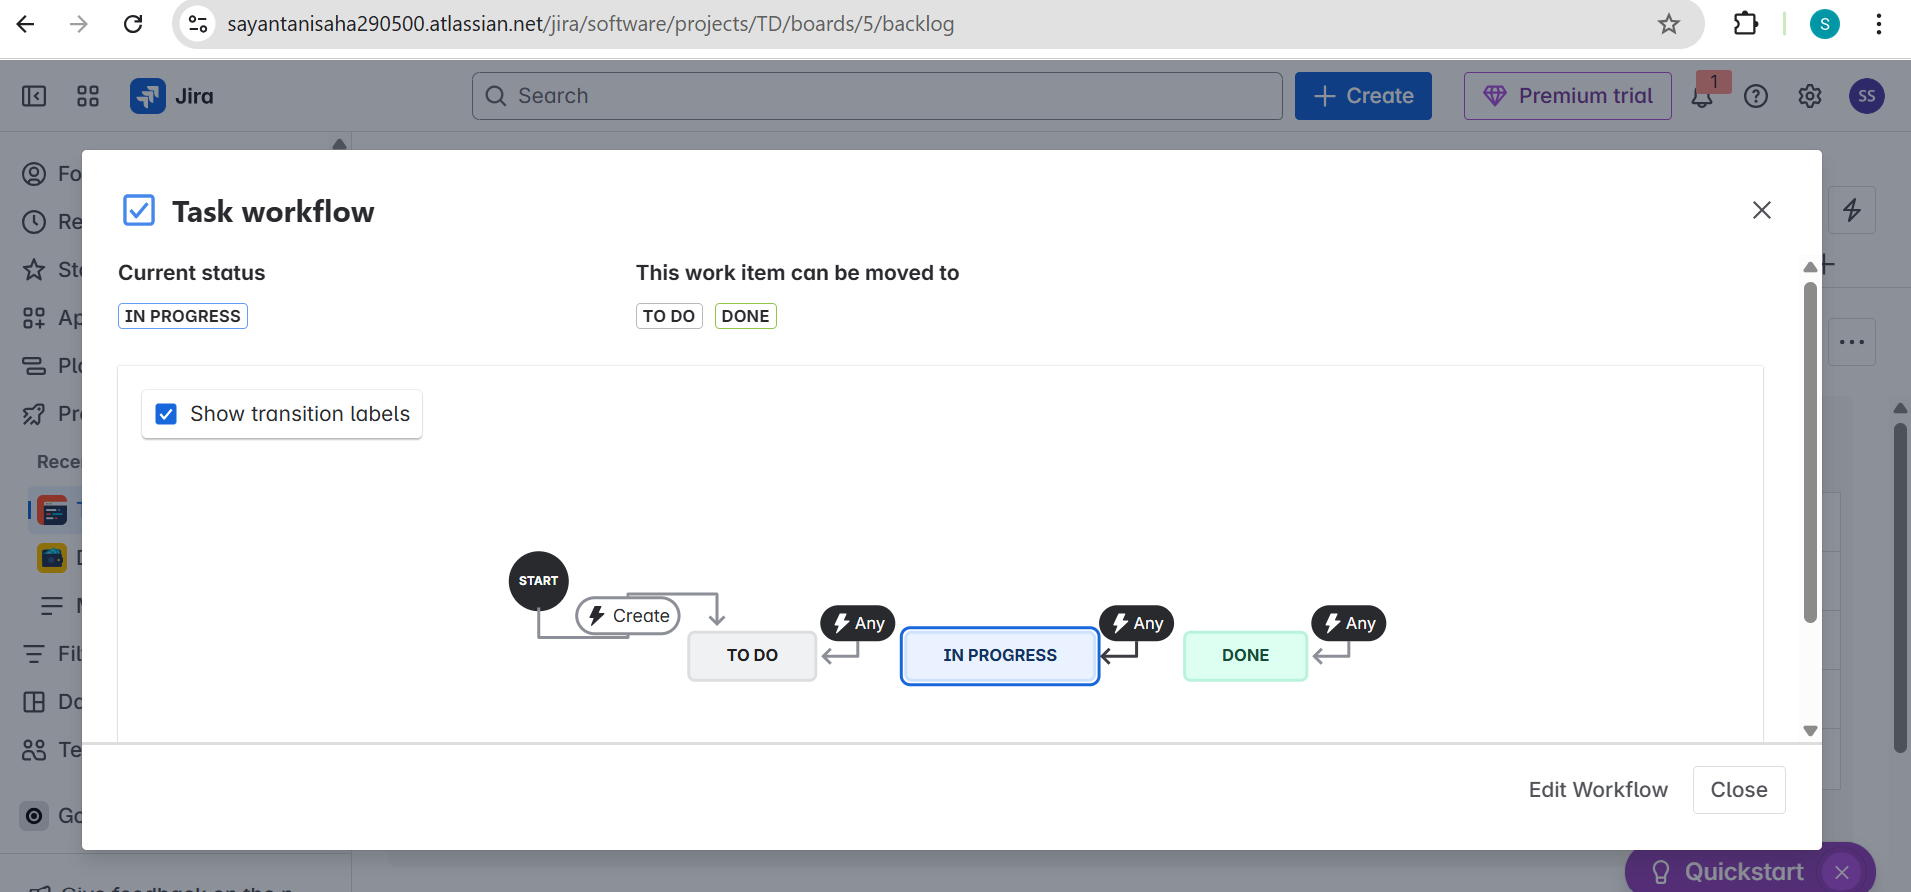 sayantanisaha290500.atlassian.net/jira/software/projects/TD/boards/5/backlog
S
Jira
Search
Create
Premium trial
1
SS
Task workflow
Current status
IN PROGRESS
This work item can be moved to
TO DO DONE
Show transition labels
START
Create
Any
Any
Any
TO DO
IN PROGRESS
DONE
Edit Workflow
Close
Quickstart